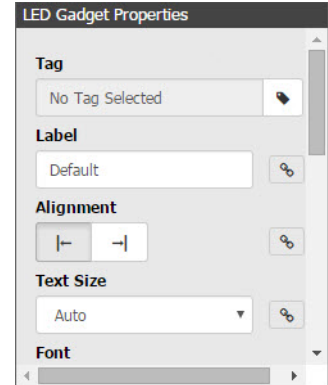 LED Gadget Properties
Tag
No Tag Selected
Label
Default
Alignment
Text Size
Auto
Font